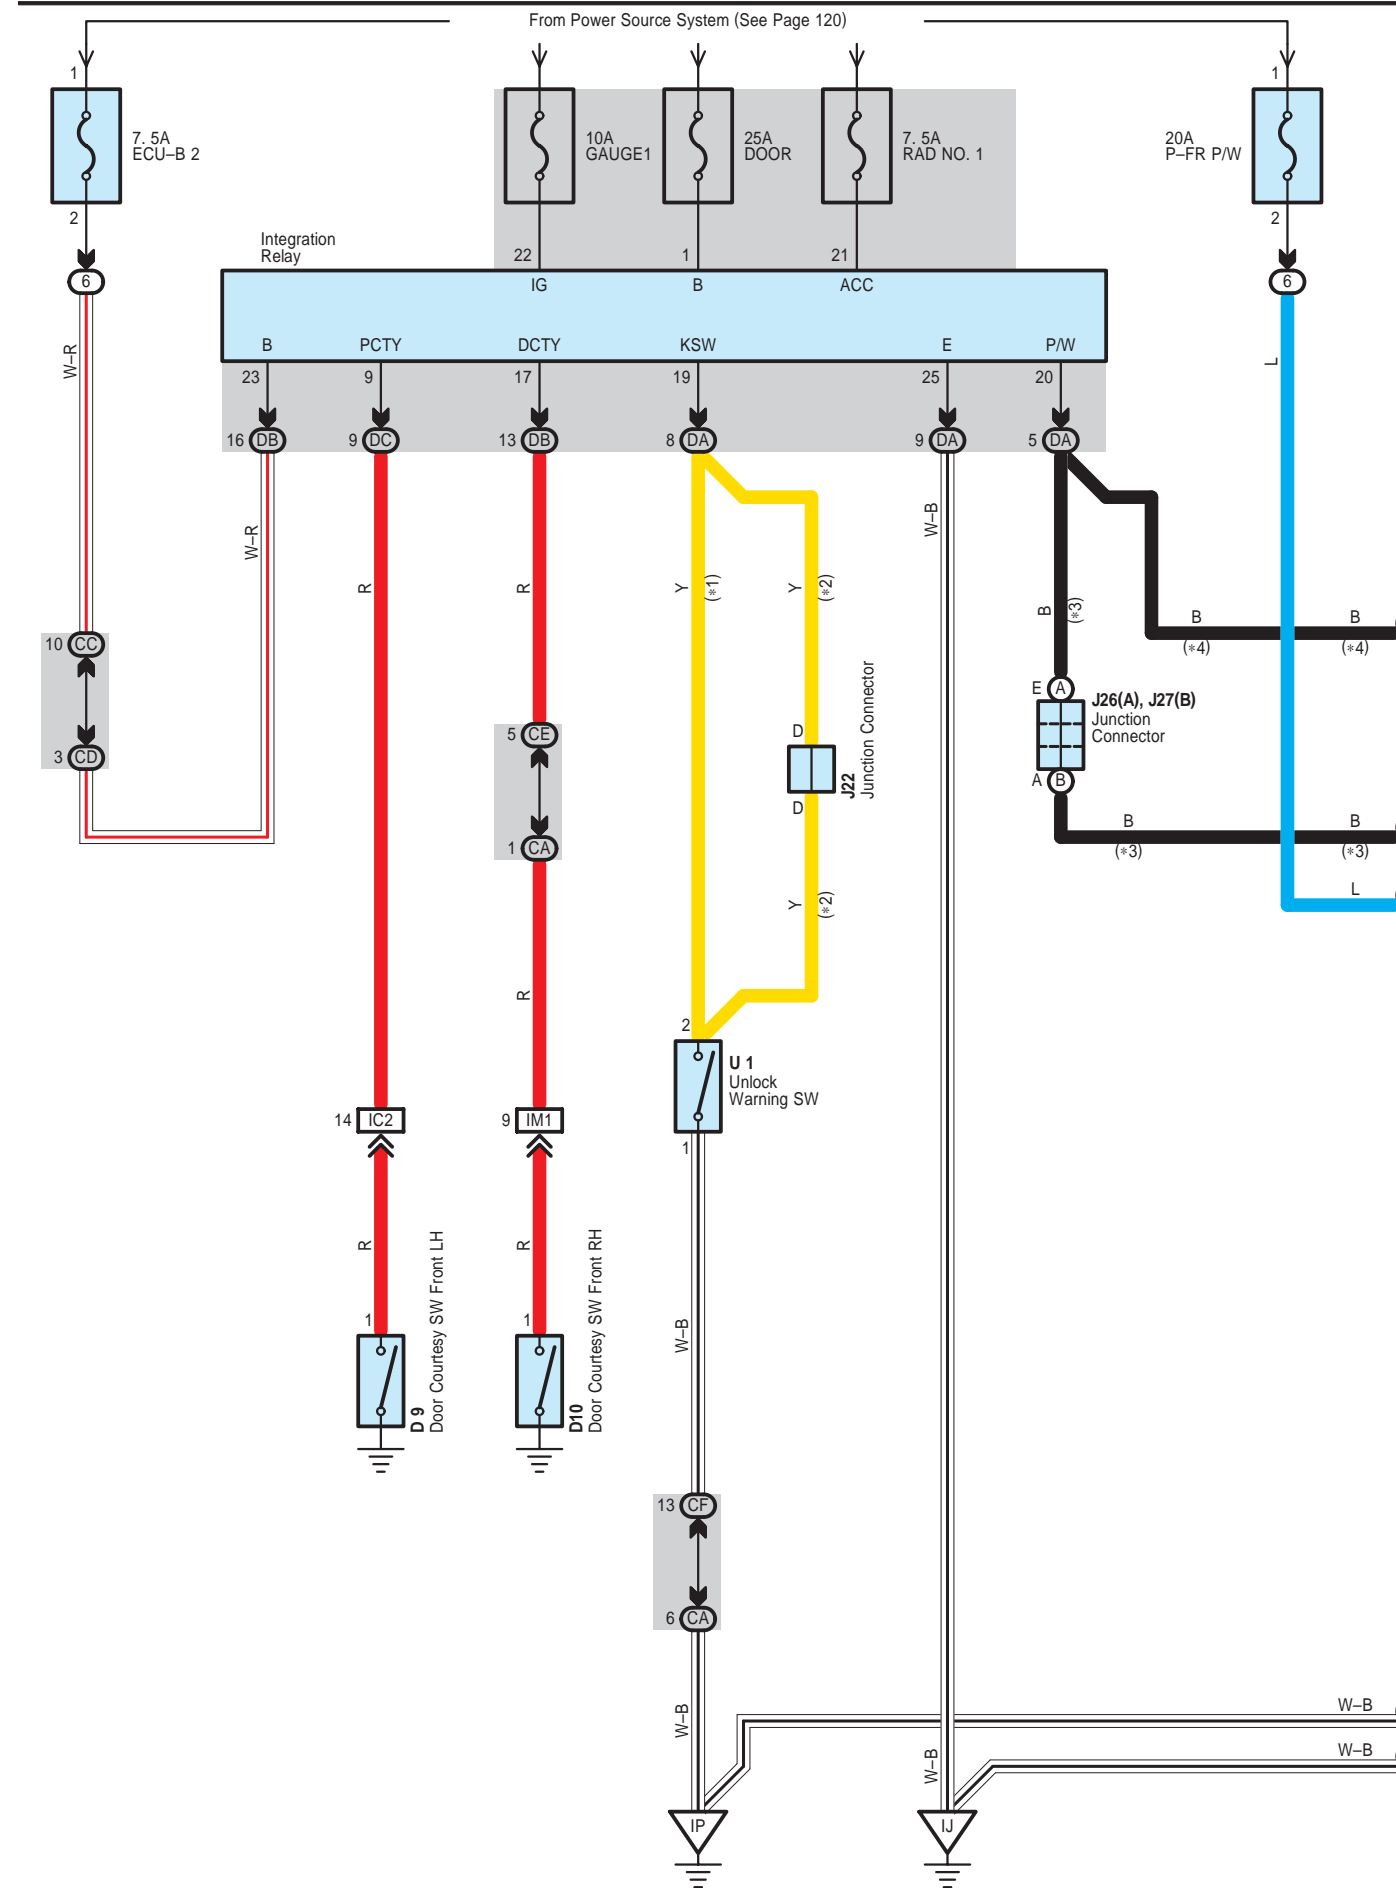 From Power Source System (See Page 120)
1
1
7. 5A
ECU–B 2
10A
GAUGE1
25A
DOOR
7. 5A
RAD NO. 1
20A
P–FR P/W
2
2
Integration
Relay
22
1
21
6
6
IG
B
ACC
B
PCTY
DCTY
KSW
E
P/W
W–R
L
23
9
17
19
25
20
16 DB
9 DC
13 DB
8 DA
9 DA
5 DA
W–R
W–B
R
R
Y
(*1)
Y
(*2)
B
(*3)
B
(*4)
B
(*4)
10 CC
3 CD
E A
J26(A), J27(B)
Junction
Connector
A B
5 CE
1 CA
D
D
J22
Junction Connector
B
(*3)
B
(*3)
L
Y
(*2)
R
2
U 1
Unlock
Warning SW
1
14 IC2
9 IM1
R
R
1
1
D 9
Door Courtesy SW Front LH
D10
Door Courtesy SW Front RH
W–B
13 CF
6 CA
W–B
W–B
W–B
W–B
IP
IJ